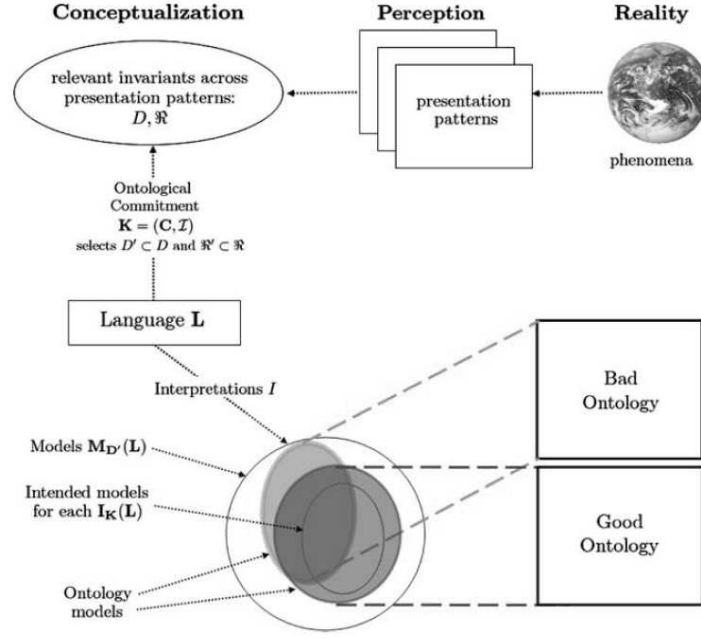 Conceptualization
Perception
Reality
relevant invariants across
presentation patterns:
D, ℜ
presentation
patterns
phenomena
Ontological
Commitment
K = (C, ℐ)
selects D′ ⊂ D and ℜ′ ⊂ ℜ
Language L
Interpretations I
Bad
Ontology
Models M_D′(L)
Intended models
for each I_K(L)
Good
Ontology
Ontology
models